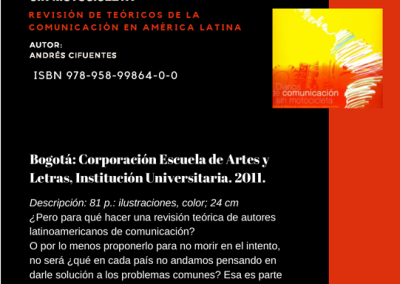 REVISIÓN DE TEÓRICOS DE LA
COMUNICACIÓN EN AMÉRICA LATINA
AUTOR:
ANDRÉS CIFUENTES
ISBN 978-958-99864-0-0
de comunicación
en motocicleta
Bogotá: Corporación Escuela de Artes y
Letras, Institución Universitaria. 2011.
Descripción: 81 p.: ilustraciones, color; 24 cm
¿Pero para qué hacer una revisión teórica de autores
latinoamericanos de comunicación?
O por lo menos proponerlo para no morir en el intento,
no será ¿qué en cada país no andamos pensando en
darle solución a los problemas comunes? Esa es parte